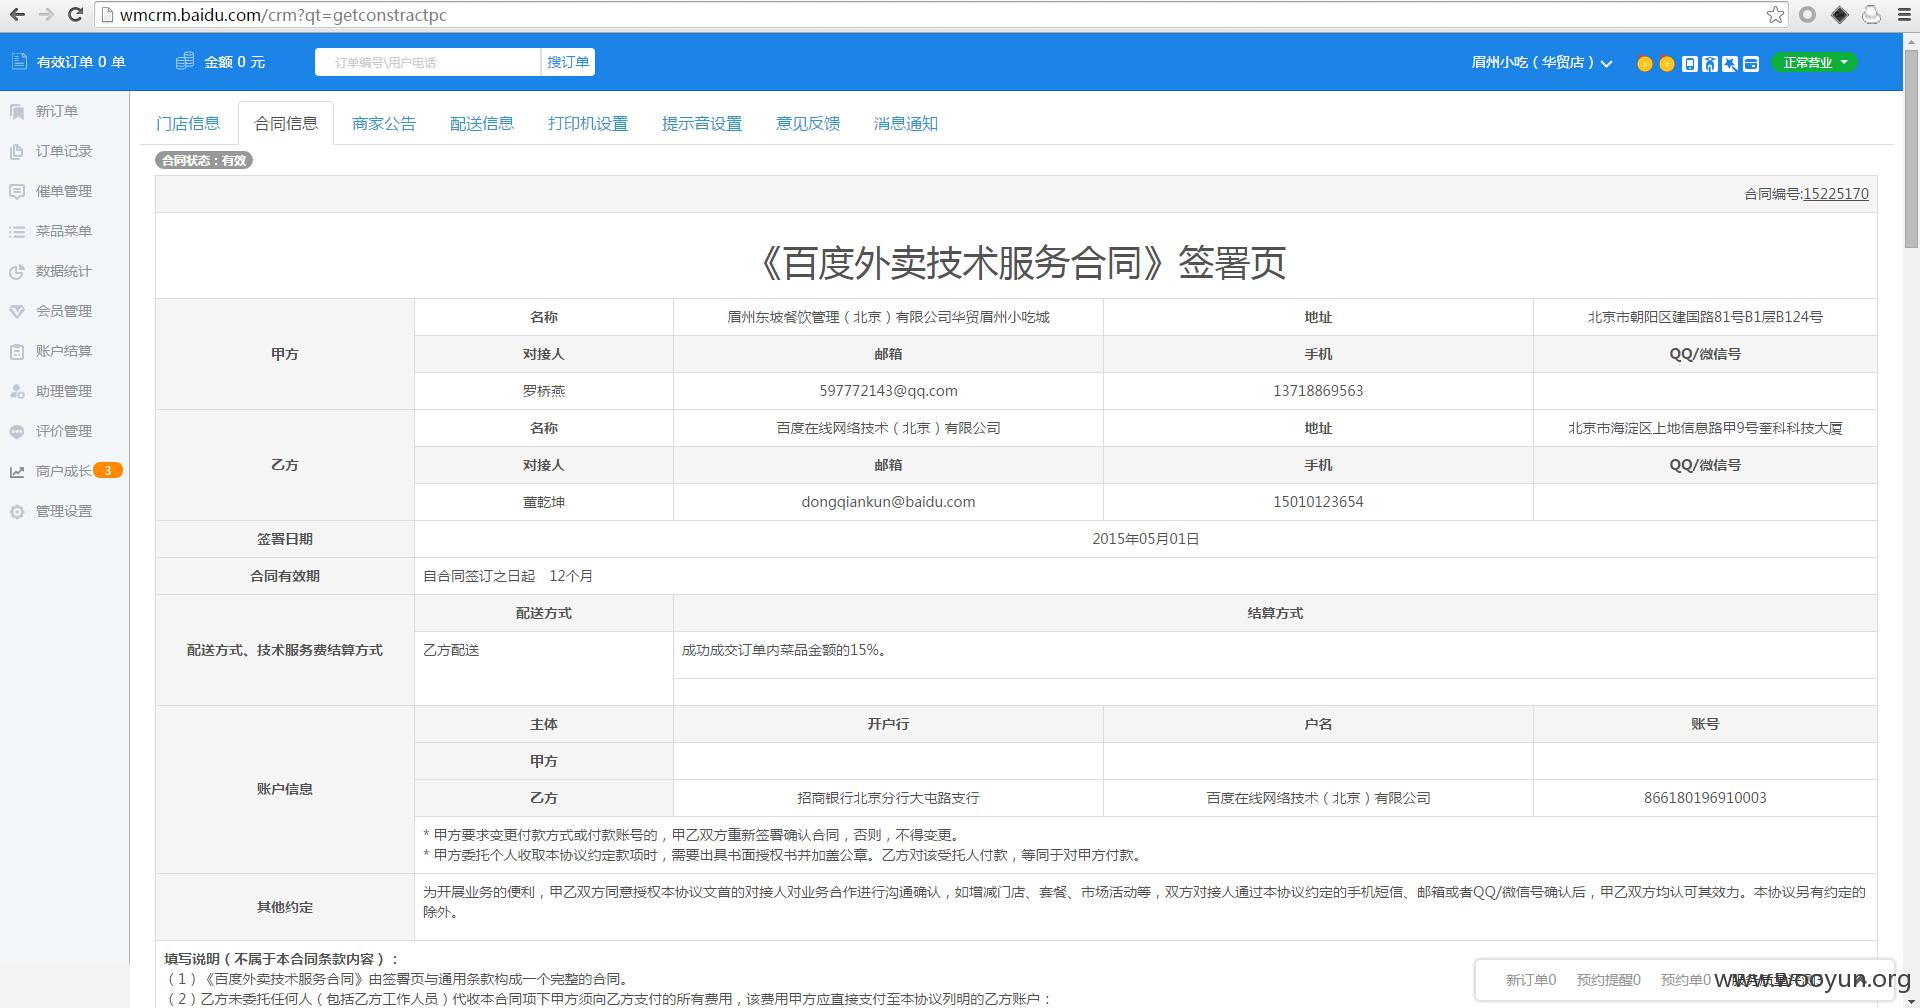 wmcrm.baidu.com/crm?qt=getconstractpc
有效订单 0 单
金额 0 元
订单编号\用户电话
搜订单
眉州小吃（华贸店）
正常营业
新订单
订单记录
催单管理
菜品菜单
数据统计
会员管理
账户结算
助理管理
评价管理
商户成长 3
管理设置
门店信息 合同信息 商家公告 配送信息 打印机设置 提示音设置 意见反馈 消息通知
合同状态：有效
合同编号:15225170
《百度外卖技术服务合同》签署页
甲方
名称 眉州东坡餐饮管理（北京）有限公司华贸眉州小吃城 地址 北京市朝阳区建国路81号B1层B124号
对接人 邮箱 手机 QQ/微信号
罗桥燕 597772143@qq.com 13718869563
乙方
名称 百度在线网络技术（北京）有限公司 地址 北京市海淀区上地信息路甲9号奎科科技大厦
对接人 邮箱 手机 QQ/微信号
董乾坤 dongqiankun@baidu.com 15010123654
签署日期 2015年05月01日
合同有效期 自合同签订之日起 12个月
配送方式、技术服务费结算方式
配送方式 结算方式
乙方配送 成功成交订单内菜品金额的15%。
账户信息
主体 开户行 户名 账号
甲方
乙方 招商银行北京分行大屯路支行 百度在线网络技术（北京）有限公司 866180196910003
* 甲方要求变更付款方式或付款账号的，甲乙双方重新签署确认合同，否则，不得变更。
* 甲方委托个人收取本协议约定款项时，需要出具书面授权书并加盖公章。乙方对该受托人付款，等同于对甲方付款。
其他约定
为开展业务的便利，甲乙双方同意授权本协议文首的对接人对业务合作进行沟通确认，如增减门店、套餐、市场活动等，双方对接人通过本协议约定的手机短信、邮箱或者QQ/微信号确认后，甲乙双方均认可其效力。本协议另有约定的
除外。
填写说明（不属于本合同条款内容）：
（1）《百度外卖技术服务合同》由签署页与通用条款构成一个完整的合同。
（2）乙方未委托任何人（包括乙方工作人员）代收本合同项下甲方须向乙方支付的所有费用，该费用甲方应直接支付至本协议列明的乙方账户：
新订单0 预约提醒0 预约单0
www.wooyun.org